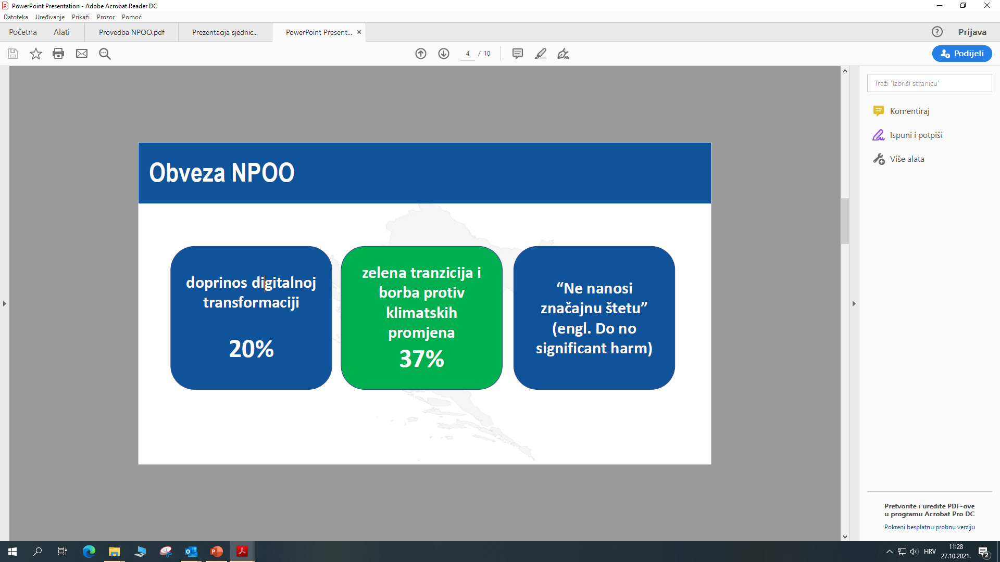 PowerPoint Presentation - Adobe Acrobat Reader DC
Datoteka Uređivanje Prikaži Prozor Pomoć
Početna Alati Provedba NPOO.pdf Prezentacija sjednic... PowerPoint Present... Prijava
4 / 10
Podijeli
Traži 'Izbriši stranicu'
Komentiraj
Ispuni i potpiši
Više alata
Obveza NPOO
doprinos digitalnoj
transformaciji
20%
zelena tranzicija i
borba protiv
klimatskih
promjena
37%
“Ne nanosi
značajnu štetu”
(engl. Do no
significant harm)
Pretvorite i uredite PDF-ove
u programu Acrobat Pro DC
Pokreni besplatnu probnu verziju
HRV
11:28
27.10.2021.
2